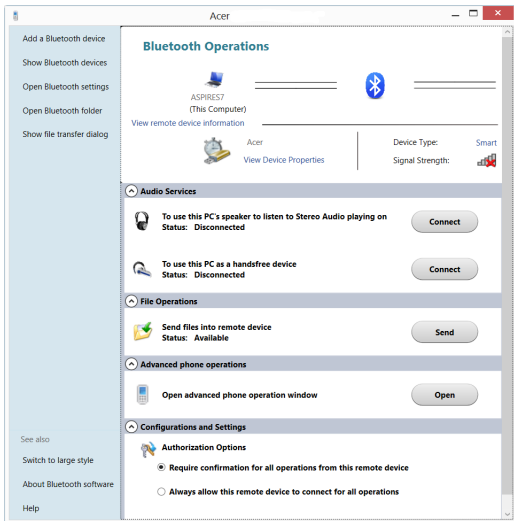 Acer
Add a Bluetooth device
Show Bluetooth devices
Open Bluetooth settings
Open Bluetooth folder
Show file transfer dialog
Bluetooth Operations
ASPIRES7
(This Computer)
View remote device information
Acer
View Device Properties
Device Type: Smart
Signal Strength:
Audio Services
To use this PC's speaker to listen to Stereo Audio playing on
Status: Disconnected
Connect
To use this PC as a handsfree device
Status: Disconnected
Connect
File Operations
Send files into remote device
Status: Available
Send
Advanced phone operations
Open advanced phone operation window
Open
Configurations and Settings
Authorization Options
Require confirmation for all operations from this remote device
Always allow this remote device to connect for all operations
See also
Switch to large style
About Bluetooth software
Help